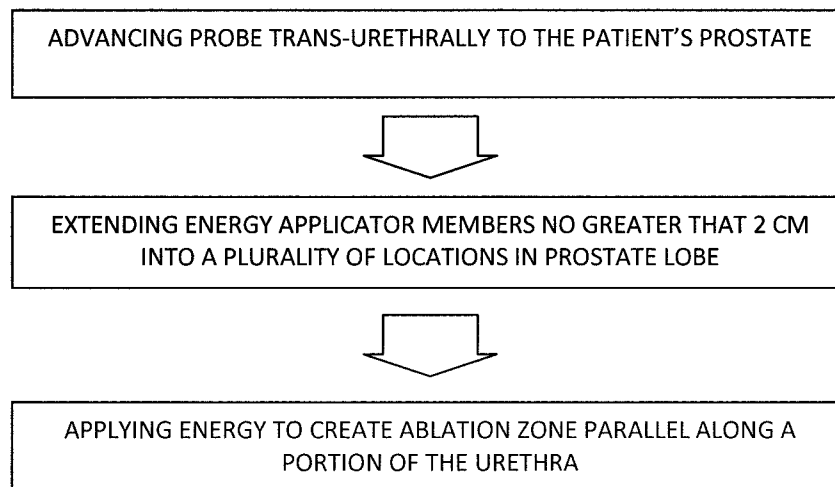 ADVANCING PROBE TRANS-URETHRALLY TO THE PATIENT'S PROSTATE
EXTENDING ENERGY APPLICATOR MEMBERS NO GREATER THAT 2 CM
INTO A PLURALITY OF LOCATIONS IN PROSTATE LOBE
APPLYING ENERGY TO CREATE ABLATION ZONE PARALLEL ALONG A
PORTION OF THE URETHRA